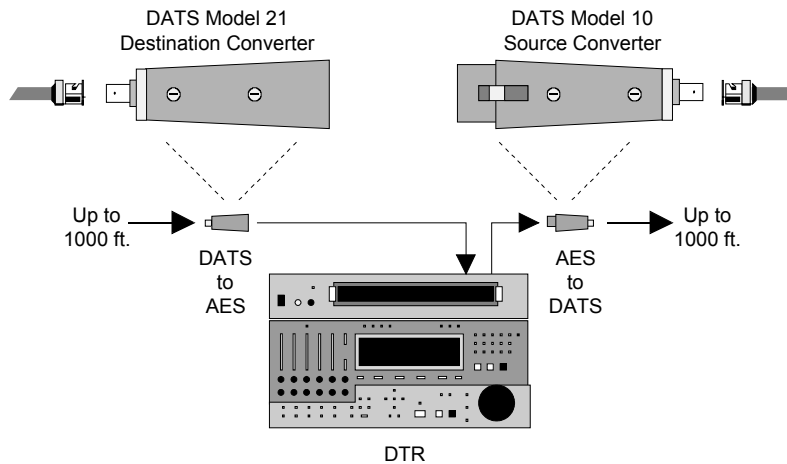 DATS Model 21
Destination Converter
DATS Model 10
Source Converter
Up to
1000 ft.
DATS
to
AES
AES
to
DATS
Up to
1000 ft.
DTR